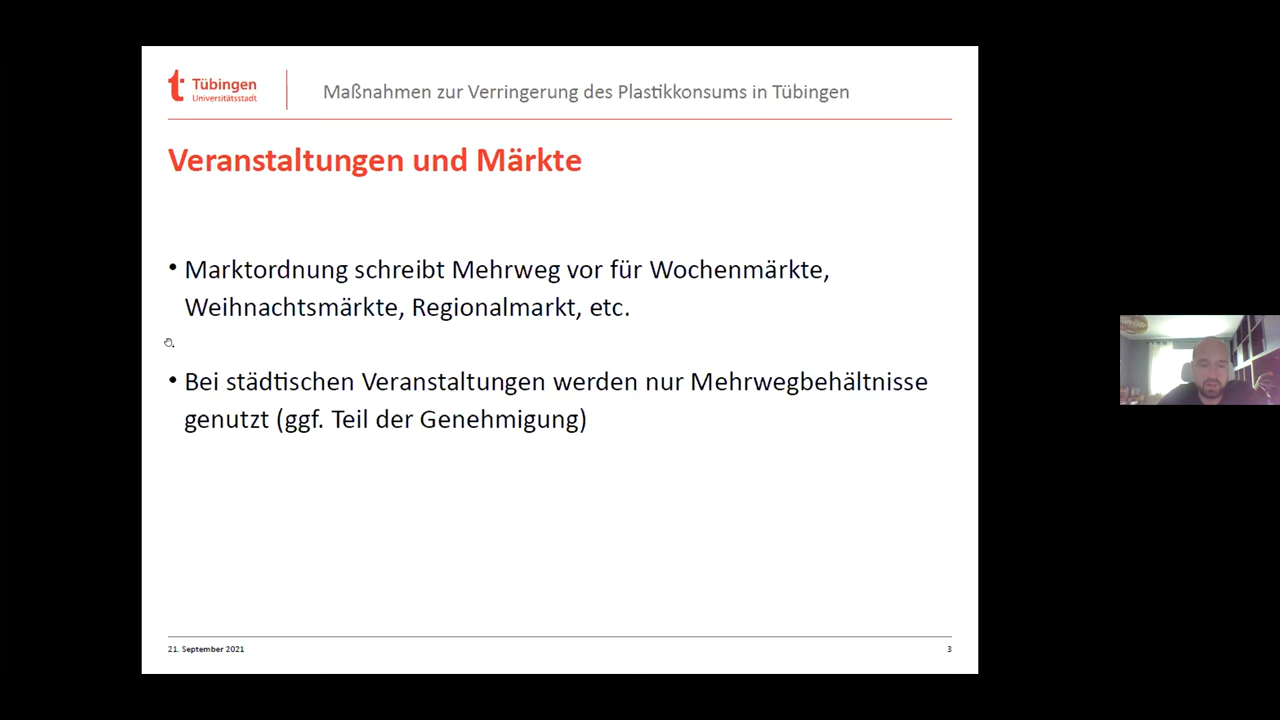 Tübingen
Universitätsstadt
Maßnahmen zur Verringerung des Plastikkonsums in Tübingen
Veranstaltungen und Märkte
• Marktordnung schreibt Mehrweg vor für Wochenmärkte,
Weihnachtsmärkte, Regionalmarkt, etc.
• Bei städtischen Veranstaltungen werden nur Mehrwegbehältnisse
genutzt (ggf. Teil der Genehmigung)
21. September 2021
3